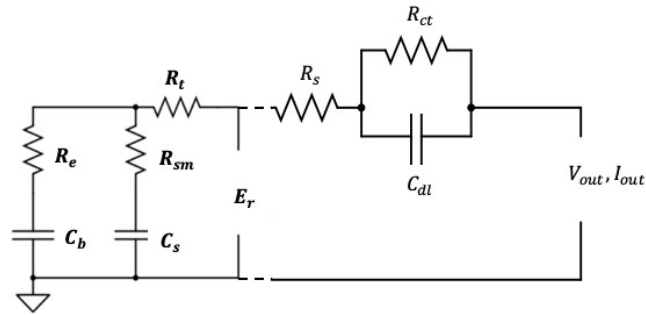 R_ct
R_t
R_s
R_e
R_sm
C_dl
V_out, I_out
E_r
C_b
C_s